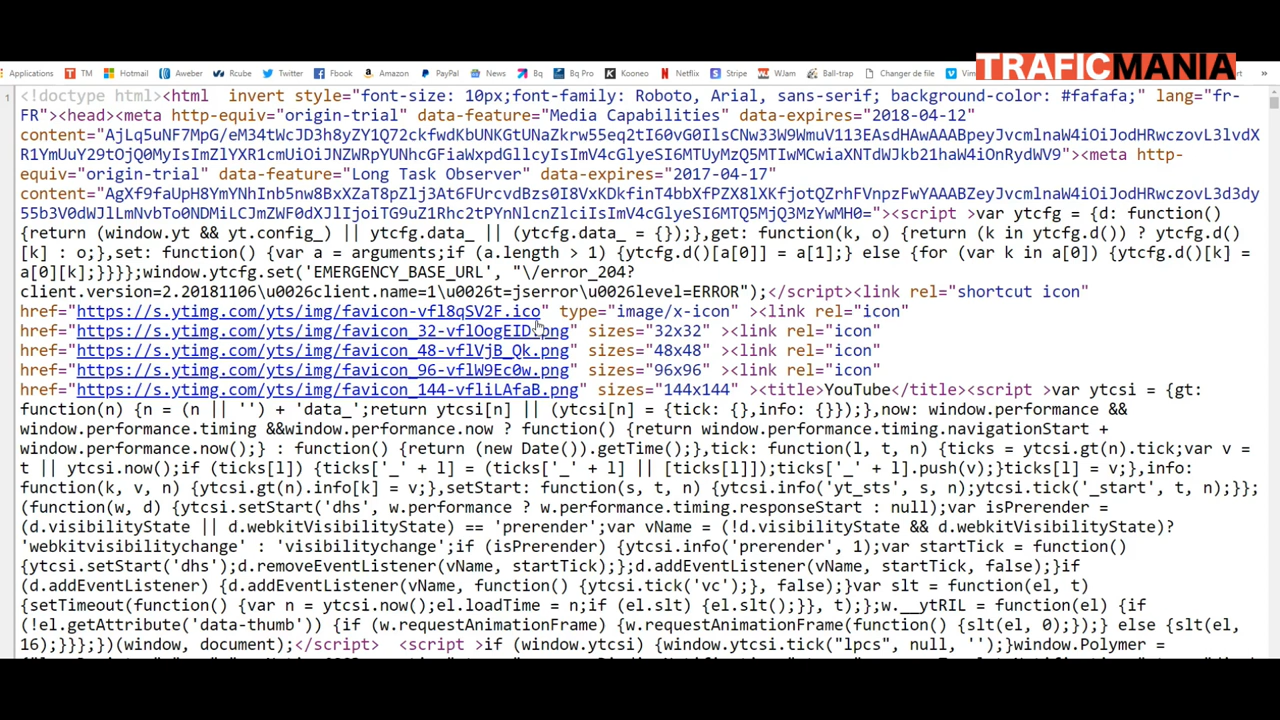 TRAFICMANIA
Applications TM Hotmail Aweber Rcube Twitter Fbook Amazon PayPal News Bq Bq Pro Kooneo Netflix Stripe WJam Ball-trap Changer de file Vim »
1 <!doctype html><html  invert style="font-size: 10px;font-family: Roboto, Arial, sans-serif; background-color: #fafafa;" lang="fr-
FR"><head><meta http-equiv="origin-trial" data-feature="Media Capabilities" data-expires="2018-04-12"
content="AjLq5uNF7MpG/eM34tWcJD3h8yZY1Q72ckfwdKbUNKGtUNaZkrw55eq2tI60vG0IlsCNw33W9WmuV113EAsdHAwAAABpeyJvcmlnaW4iOiJodHRwczovL3lvdX
R1YmUuY29tOjQ0MyIsImZlYXR1cmUiOiJNZWRpYUNhcGFiaWxpdGllcyIsImV4cGlyeSI6MTUyMzQ5MTIwMCwiaXNTdWJkb21haW4iOnRydWV9"><meta http-
equiv="origin-trial" data-feature="Long Task Observer" data-expires="2017-04-17"
content="AgXf9faUpH8YmYNhInb5nw8BxXZaT8pZlj3At6FUrcvdBzs0I8VxKDkfinT4bbXfPZX8lXKfjotQZrhFVnpzFwYAAABZeyJvcmlnaW4iOiJodHRwczovL3d3dy
55b3V0dWJlLmNvbTo0NDMiLCJmZWF0dXJlIjoiTG9uZ1Rhc2tPYnNlcnZlciIsImV4cGlyeSI6MTQ5MjQ3MzYwMH0="><script >var ytcfg = {d: function()
{return (window.yt && yt.config_) || ytcfg.data_ || (ytcfg.data_ = {});},get: function(k, o) {return (k in ytcfg.d()) ? ytcfg.d()
[k] : o;},set: function() {var a = arguments;if (a.length > 1) {ytcfg.d()[a[0]] = a[1];} else {for (var k in a[0]) {ytcfg.d()[k] =
a[0][k];}}}};window.ytcfg.set('EMERGENCY_BASE_URL', "\/error_204?
client.version=2.20181106\u0026client.name=1\u0026t=jserror\u0026level=ERROR");</script><link rel="shortcut icon"
href="https://s.ytimg.com/yts/img/favicon-vfl8qSV2F.ico" type="image/x-icon" ><link rel="icon"
href="https://s.ytimg.com/yts/img/favicon_32-vflOogEID.png" sizes="32x32" ><link rel="icon"
href="https://s.ytimg.com/yts/img/favicon_48-vflVjB_Qk.png" sizes="48x48" ><link rel="icon"
href="https://s.ytimg.com/yts/img/favicon_96-vflW9Ec0w.png" sizes="96x96" ><link rel="icon"
href="https://s.ytimg.com/yts/img/favicon_144-vfliLAfaB.png" sizes="144x144" ><title>YouTube</title><script >var ytcsi = {gt:
function(n) {n = (n || '') + 'data_';return ytcsi[n] || (ytcsi[n] = {tick: {},info: {}});},now: window.performance &&
window.performance.timing &&window.performance.now ? function() {return window.performance.timing.navigationStart +
window.performance.now();} : function() {return (new Date()).getTime();},tick: function(l, t, n) {ticks = ytcsi.gt(n).tick;var v =
t || ytcsi.now();if (ticks[l]) {ticks['_' + l] = (ticks['_' + l] || [ticks[l]]);ticks['_' + l].push(v);}ticks[l] = v;},info:
function(k, v, n) {ytcsi.gt(n).info[k] = v;},setStart: function(s, t, n) {ytcsi.info('yt_sts', s, n);ytcsi.tick('_start', t, n);}};
(function(w, d) {ytcsi.setStart('dhs', w.performance ? w.performance.timing.responseStart : null);var isPrerender =
(d.visibilityState || d.webkitVisibilityState) == 'prerender';var vName = (!d.visibilityState && d.webkitVisibilityState)?
'webkitvisibilitychange' : 'visibilitychange';if (isPrerender) {ytcsi.info('prerender', 1);var startTick = function()
{ytcsi.setStart('dhs');d.removeEventListener(vName, startTick);};d.addEventListener(vName, startTick, false);}if
(d.addEventListener) {d.addEventListener(vName, function() {ytcsi.tick('vc');}, false);}var slt = function(el, t)
{setTimeout(function() {var n = ytcsi.now();el.loadTime = n;if (el.slt) {el.slt();}}, t);};w.__ytRIL = function(el) {if
(!el.getAttribute('data-thumb')) {if (w.requestAnimationFrame) {w.requestAnimationFrame(function() {slt(el, 0);});} else {slt(el,
16);}}};})(window, document);</script>  <script >if (window.ytcsi) {window.ytcsi.tick("lpcs", null, '');}window.Polymer =